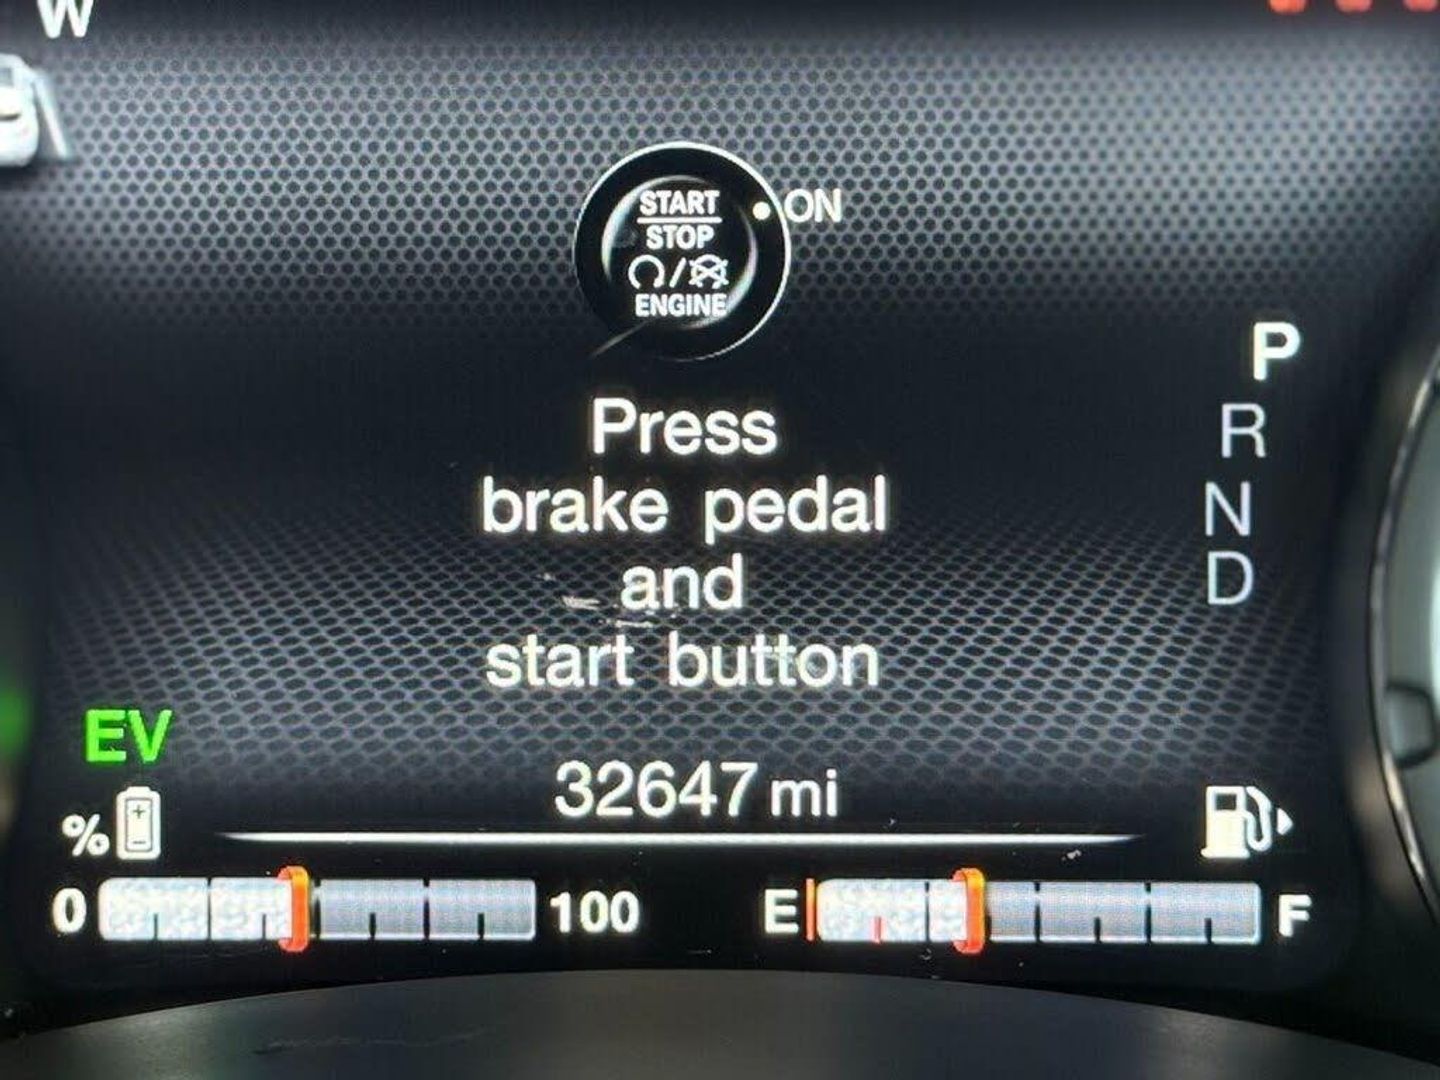 W
START
STOP
ENGINE
ON
Press
brake pedal
and
start button
P
R
N
D
EV
32647 mi
%
0 100
E F